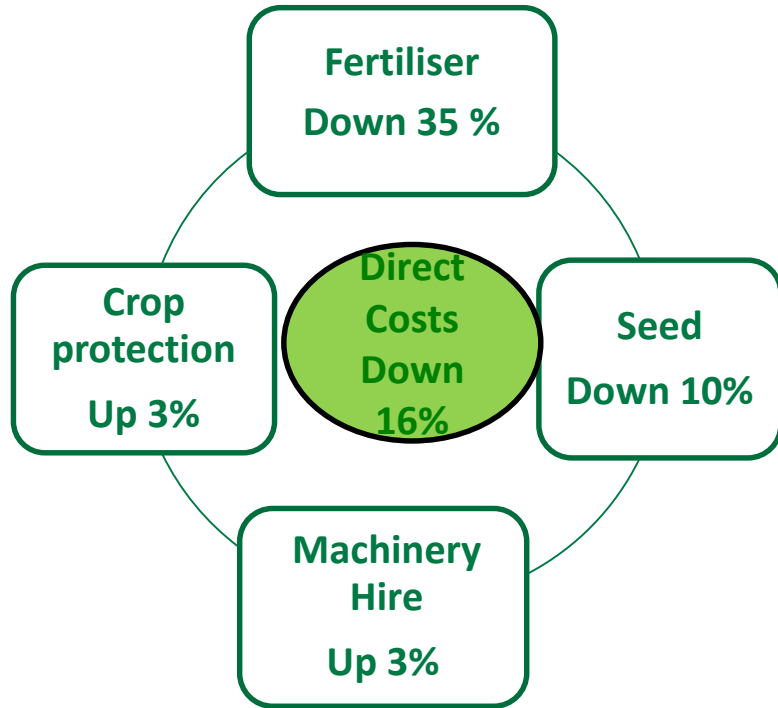 Fertiliser
Down 35 %
Direct
Costs
Down
16%
Crop
protection
Up 3%
Seed
Down 10%
Machinery
Hire
Up 3%